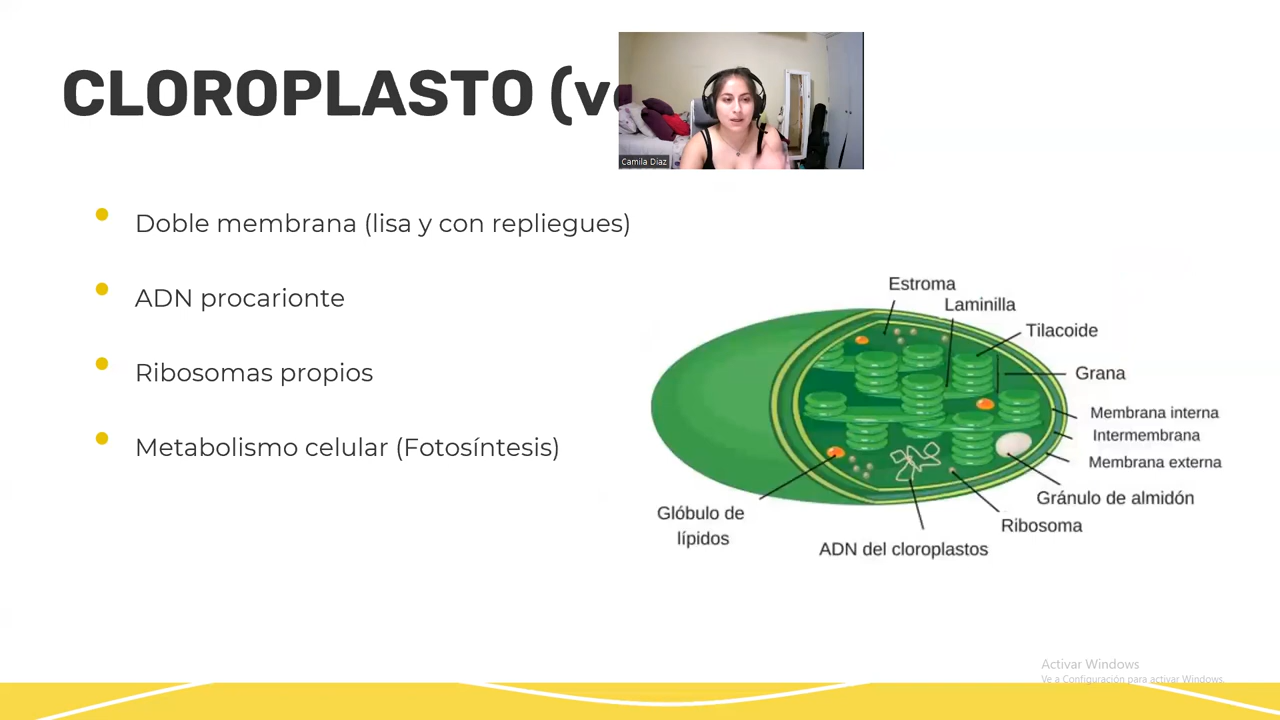 CLOROPLASTO
Camila Diaz
Doble membrana (lisa y con repliegues)
ADN procarionte
Ribosomas propios
Metabolismo celular (Fotosíntesis)
Estroma
Laminilla
Tilacoide
Grana
Membrana interna
Intermembrana
Membrana externa
Gránulo de almidón
Ribosoma
Glóbulo de
lípidos
ADN del cloroplastos
Activar Windows
Ve a Configuración para activar Windows.